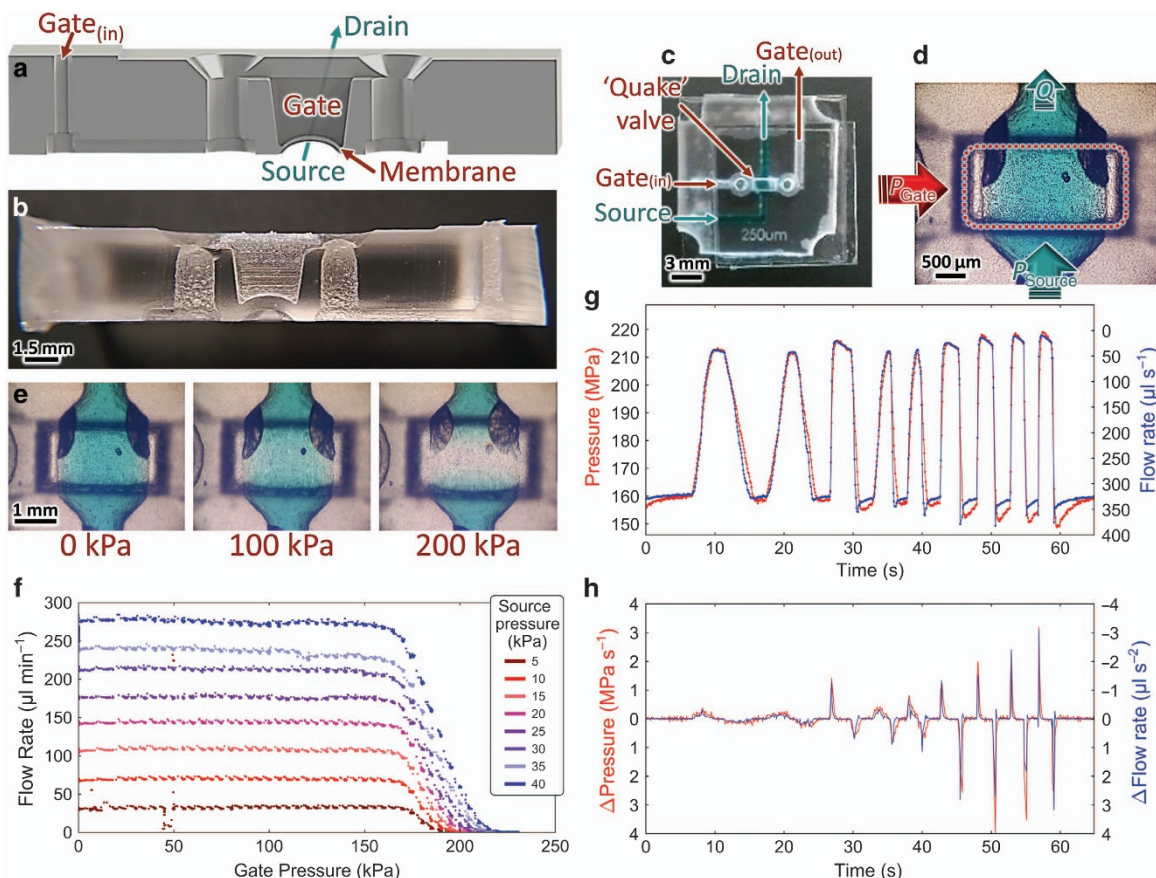 a
Gate(in)
Drain
Gate
Source
Membrane
b
1.5 mm
c
Gate(out)
Drain
'Quake'
valve
Gate(in)
Source
250um
3 mm
d
Q
PGate
500 µm
PSource
e
1 mm
0 kPa
100 kPa
200 kPa
f
Flow Rate (µl min⁻¹)
300
250
200
150
100
50
0
0 50 100 150 200 250
Gate Pressure (kPa)
Source
pressure
(kPa)
5
10
15
20
25
30
35
40
g
Pressure (MPa)
220
210
200
190
180
170
160
150
0 10 20 30 40 50 60
Time (s)
0
50
100
150
200
250
300
350
400
Flow rate (µl s⁻¹)
h
ΔPressure (MPa s⁻¹)
4
3
2
1
0
1
2
3
4
0 10 20 30 40 50 60
Time (s)
−4
−3
−2
−1
0
1
2
3
4
ΔFlow rate (µl s⁻²)